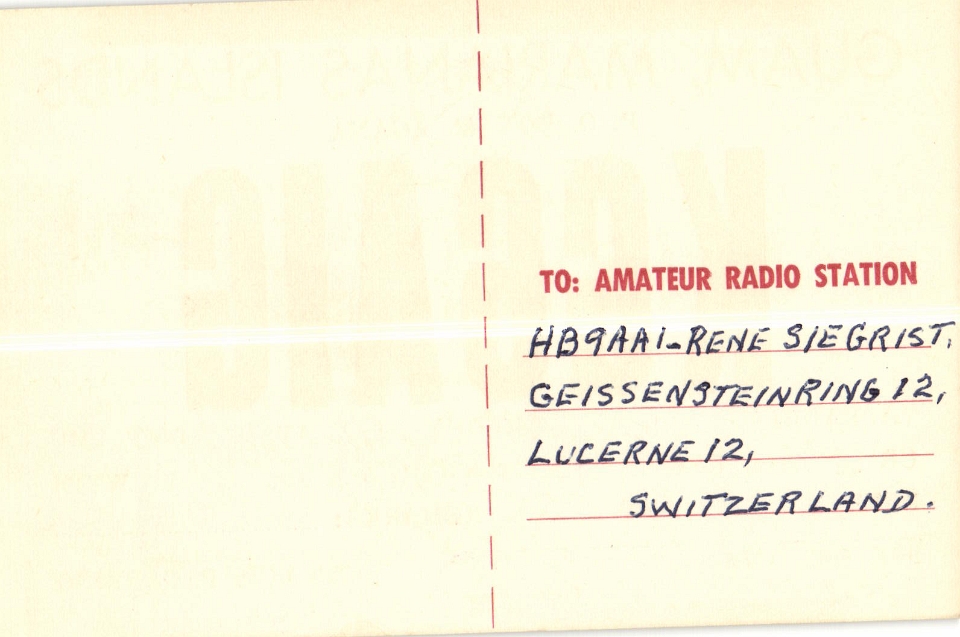 TO: AMATEUR RADIO STATION
HB9AAI-RENE SIEGRIST,
GEISSENSTEINRING 12,
LUCERNE 12,
SWITZERLAND.